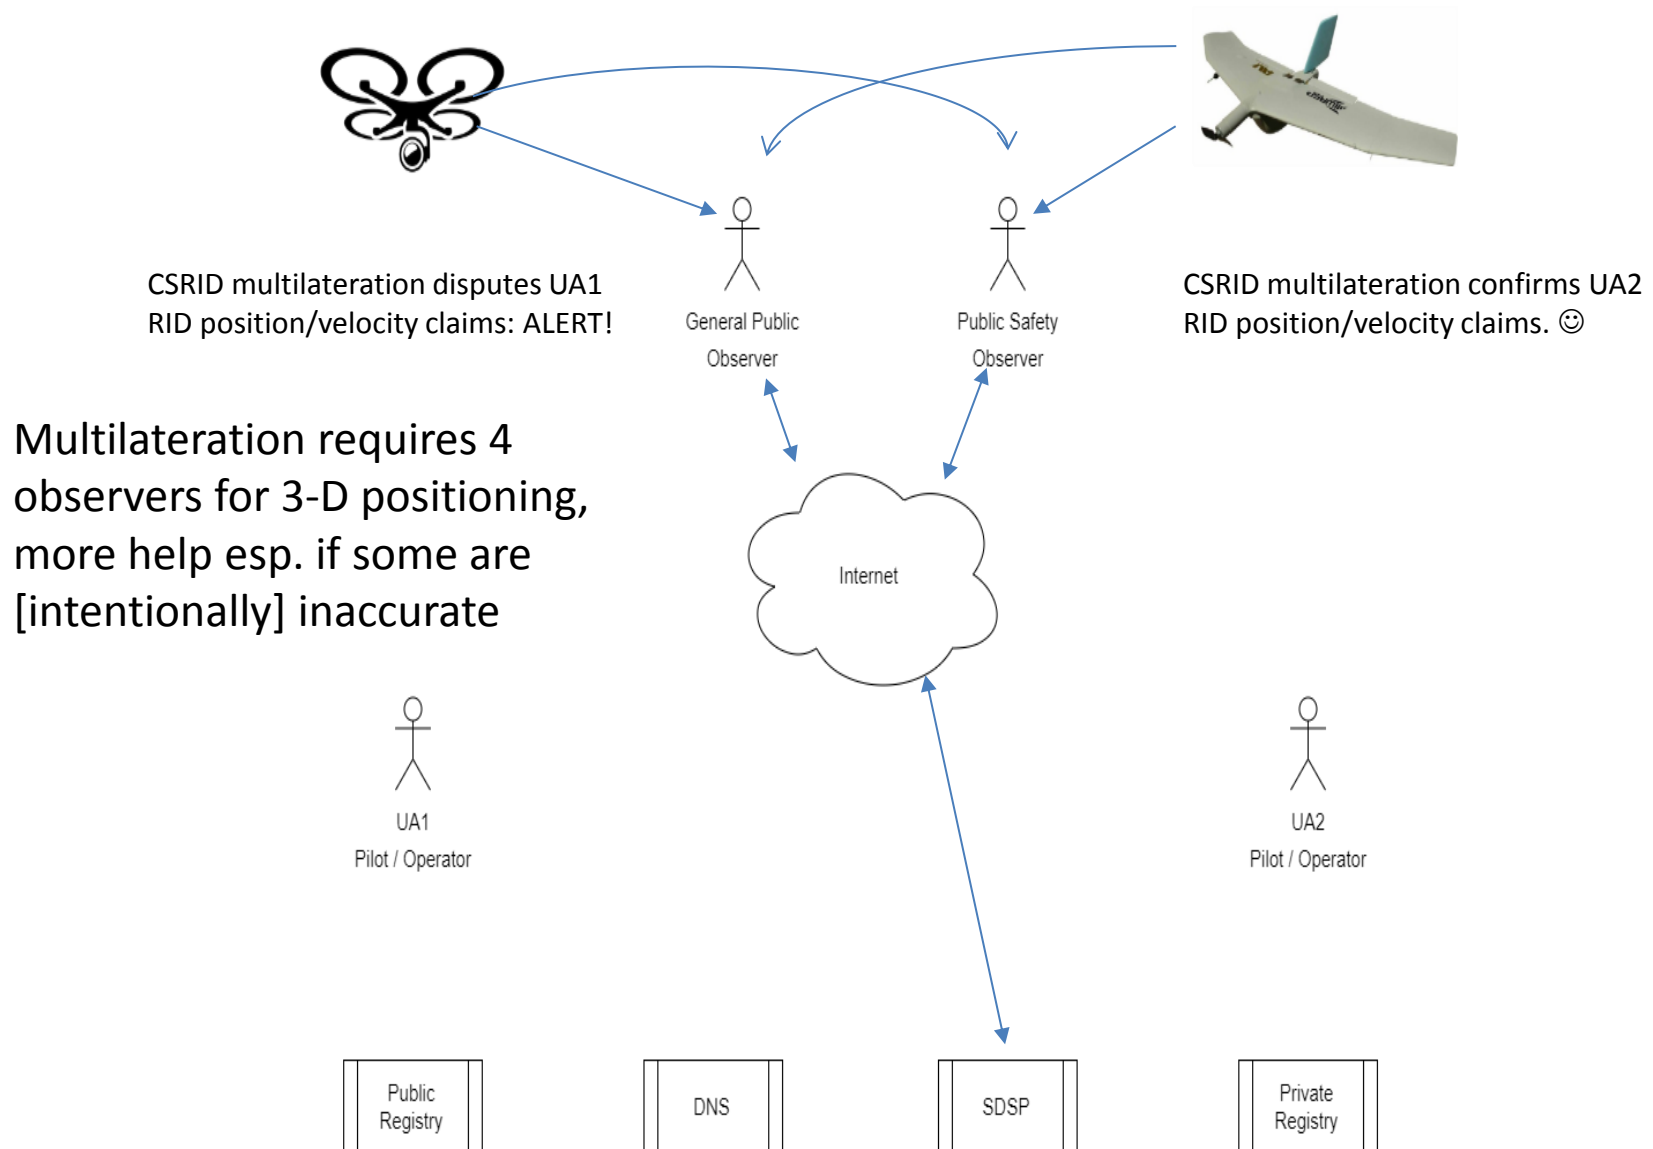 CSRID multilateration disputes UA1
RID position/velocity claims: ALERT!
General Public
Observer
Public Safety
Observer
CSRID multilateration confirms UA2
RID position/velocity claims. ☺
Multilateration requires 4
observers for 3-D positioning,
more help esp. if some are
[intentionally] inaccurate
Internet
UA1
Pilot / Operator
UA2
Pilot / Operator
Public
Registry
DNS
SDSP
Private
Registry